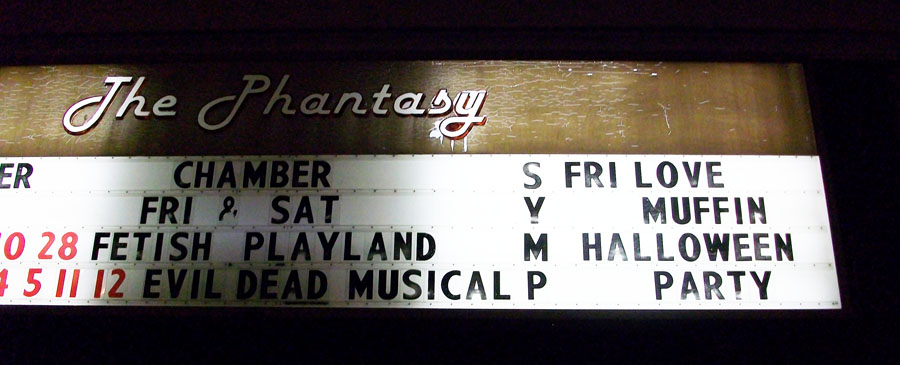 The Phantasy
ER CHAMBER S FRI LOVE
FRI & SAT Y MUFFIN
28 FETISH PLAYLAND M HALLOWEEN
5 11 12 EVIL DEAD MUSICAL P PARTY